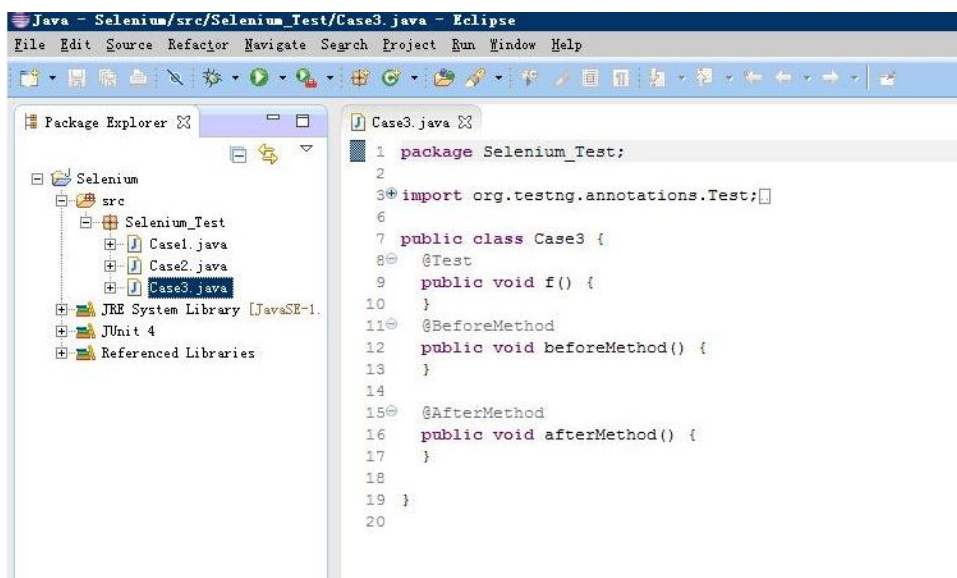 Java - Selenium/src/Selenium_Test/Case3.java - Eclipse
File Edit Source Refactor Navigate Search Project Run Window Help
Package Explorer
Selenium
src
Selenium_Test
Case1.java
Case2.java
Case3.java
JRE System Library [JavaSE-1.
JUnit 4
Referenced Libraries
Case3.java
1 package Selenium_Test;
2
3 import org.testng.annotations.Test;
6
7 public class Case3 {
8 @Test
9 public void f() {
10 }
11 @BeforeMethod
12 public void beforeMethod() {
13 }
14
15 @AfterMethod
16 public void afterMethod() {
17 }
18
19 }
20